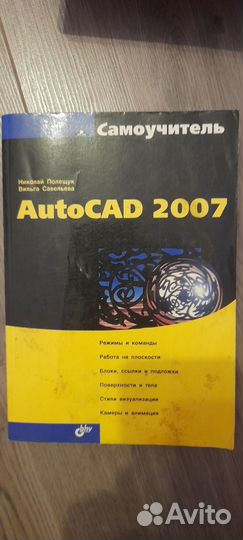 Самоучитель
Николай Полещук
Вильга Савельева
AutoCAD 2007
Режимы и команды
Работа на плоскости
Блоки, ссылки и подложки
Поверхности и тела
Стили визуализации
Камеры и анимация
bhv
Avito